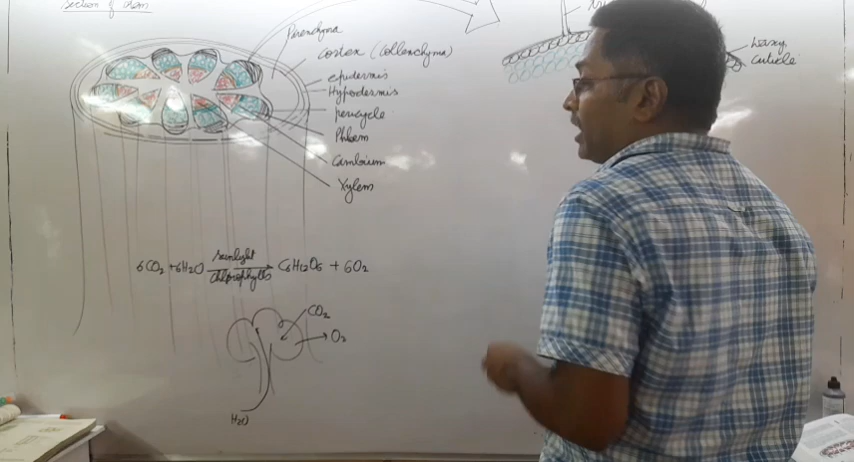 section of stem
Parenchyma
cortex (Collenchyma)
epidermis
Hypodermis
pericycle
Phloem
Cambium
Xylem
Waxy
Cuticle
6CO₂ + 6H₂O sunlight chlorophylls C₆H₁₂O₆ + 6O₂
CO₂
O₂
H₂O